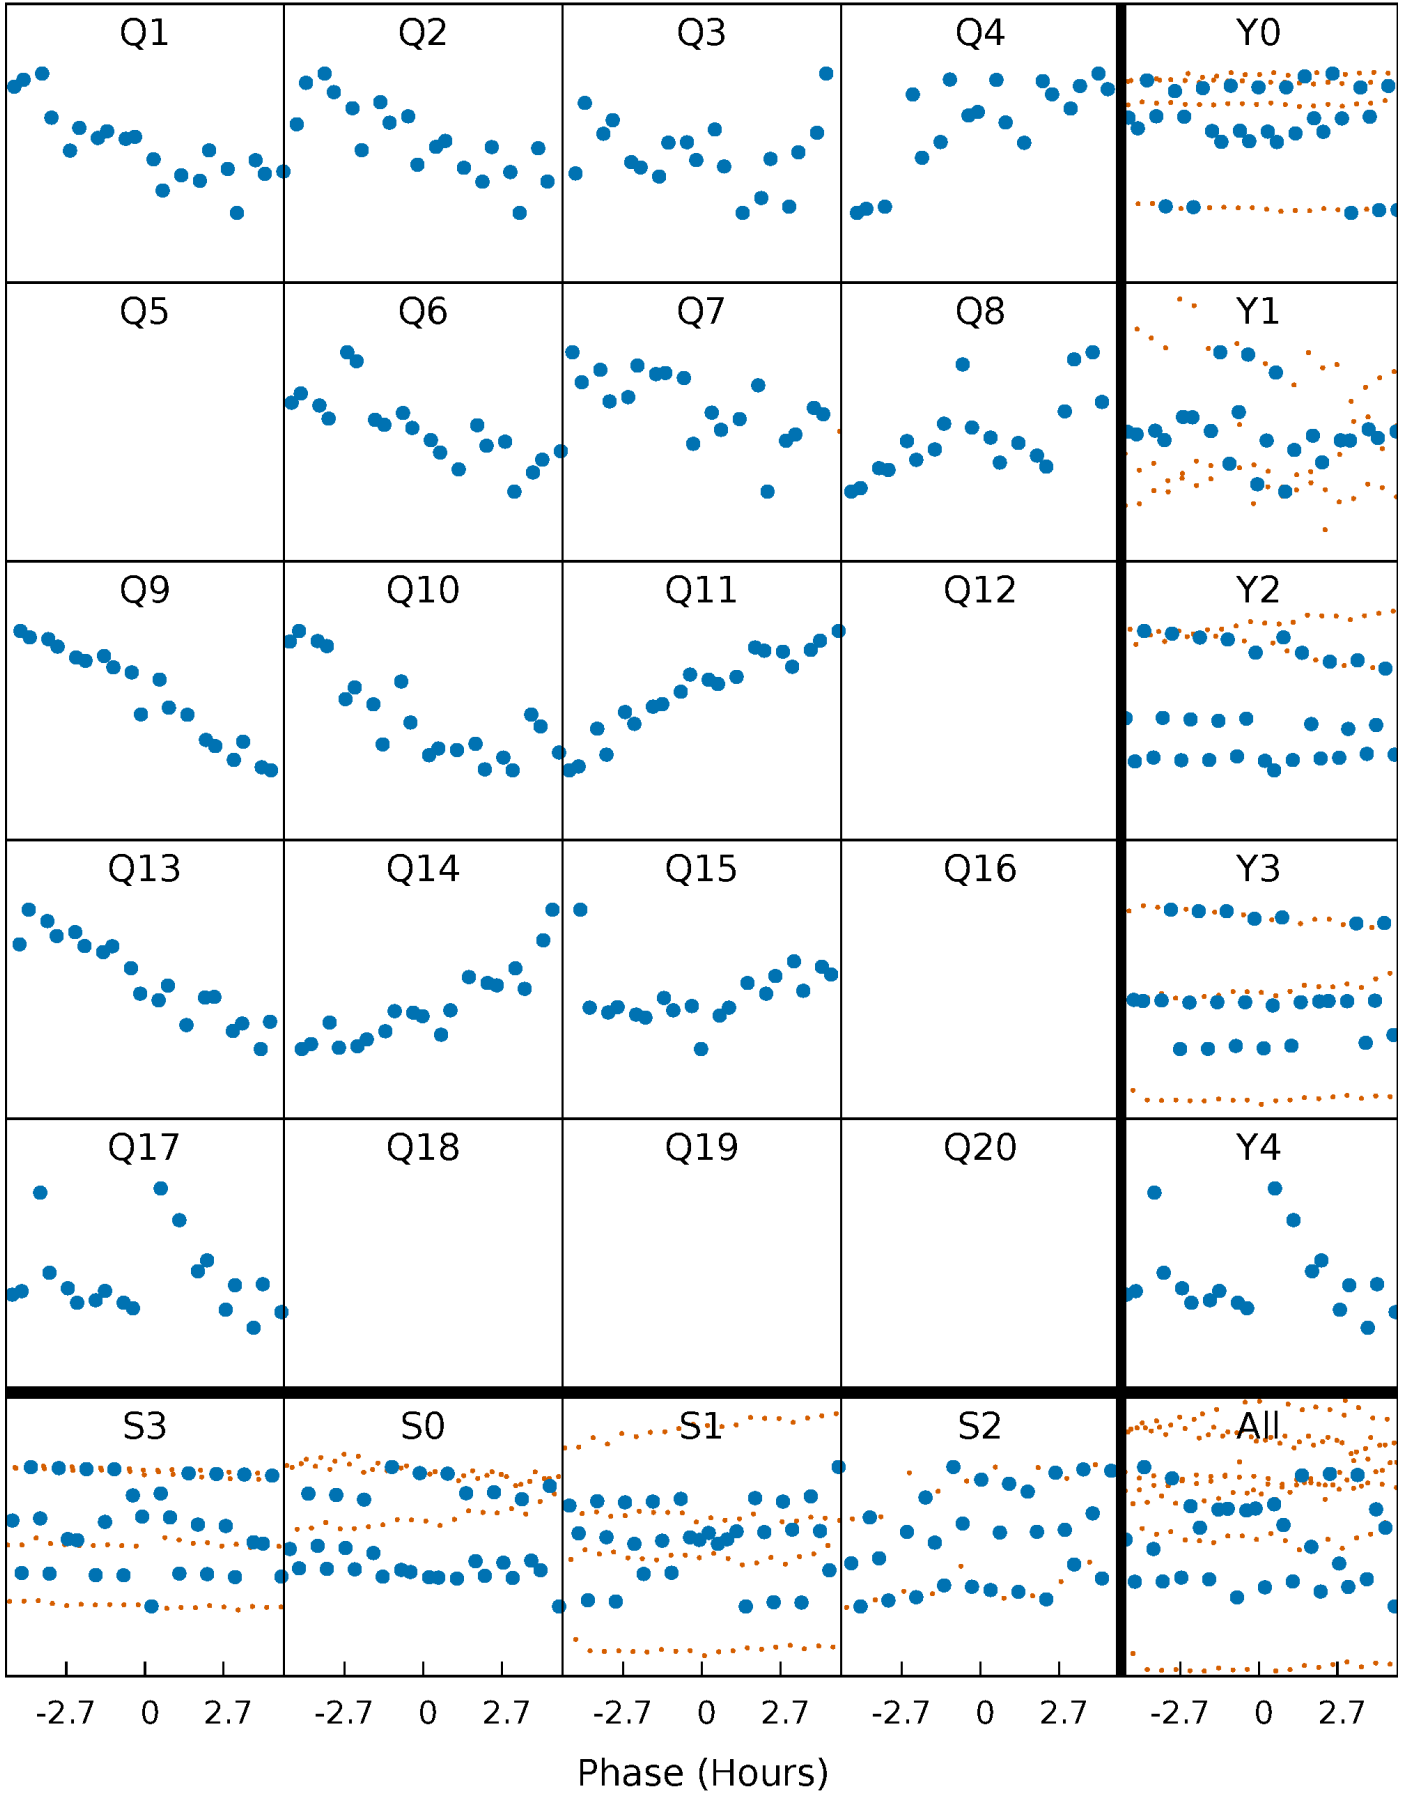 Q1 Q2 Q3 Q4 Y0
Q5 Q6 Q7 Q8 Y1
Q9 Q10 Q11 Q12 Y2
Q13 Q14 Q15 Q16 Y3
Q17 Q18 Q19 Q20 Y4
S3 S0 S1 S2 All
-2.7 0 2.7 -2.7 0 2.7 -2.7 0 2.7 -2.7 0 2.7 -2.7 0 2.7
Phase (Hours)